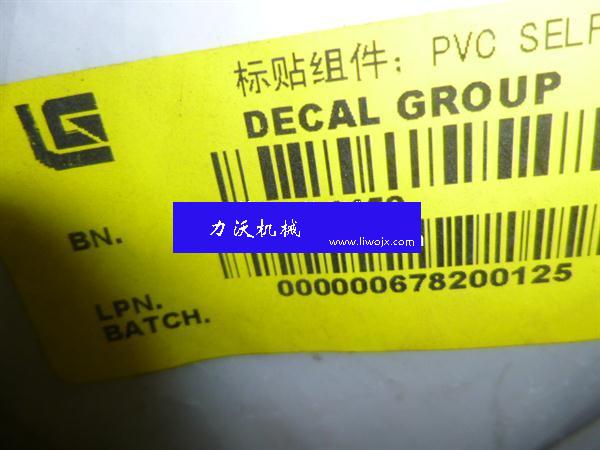 标贴组件: PVC SELF
DECAL GROUP
LG
BN.
力沃机械
www.liwojx.com
LPN.
000000678200125
BATCH.